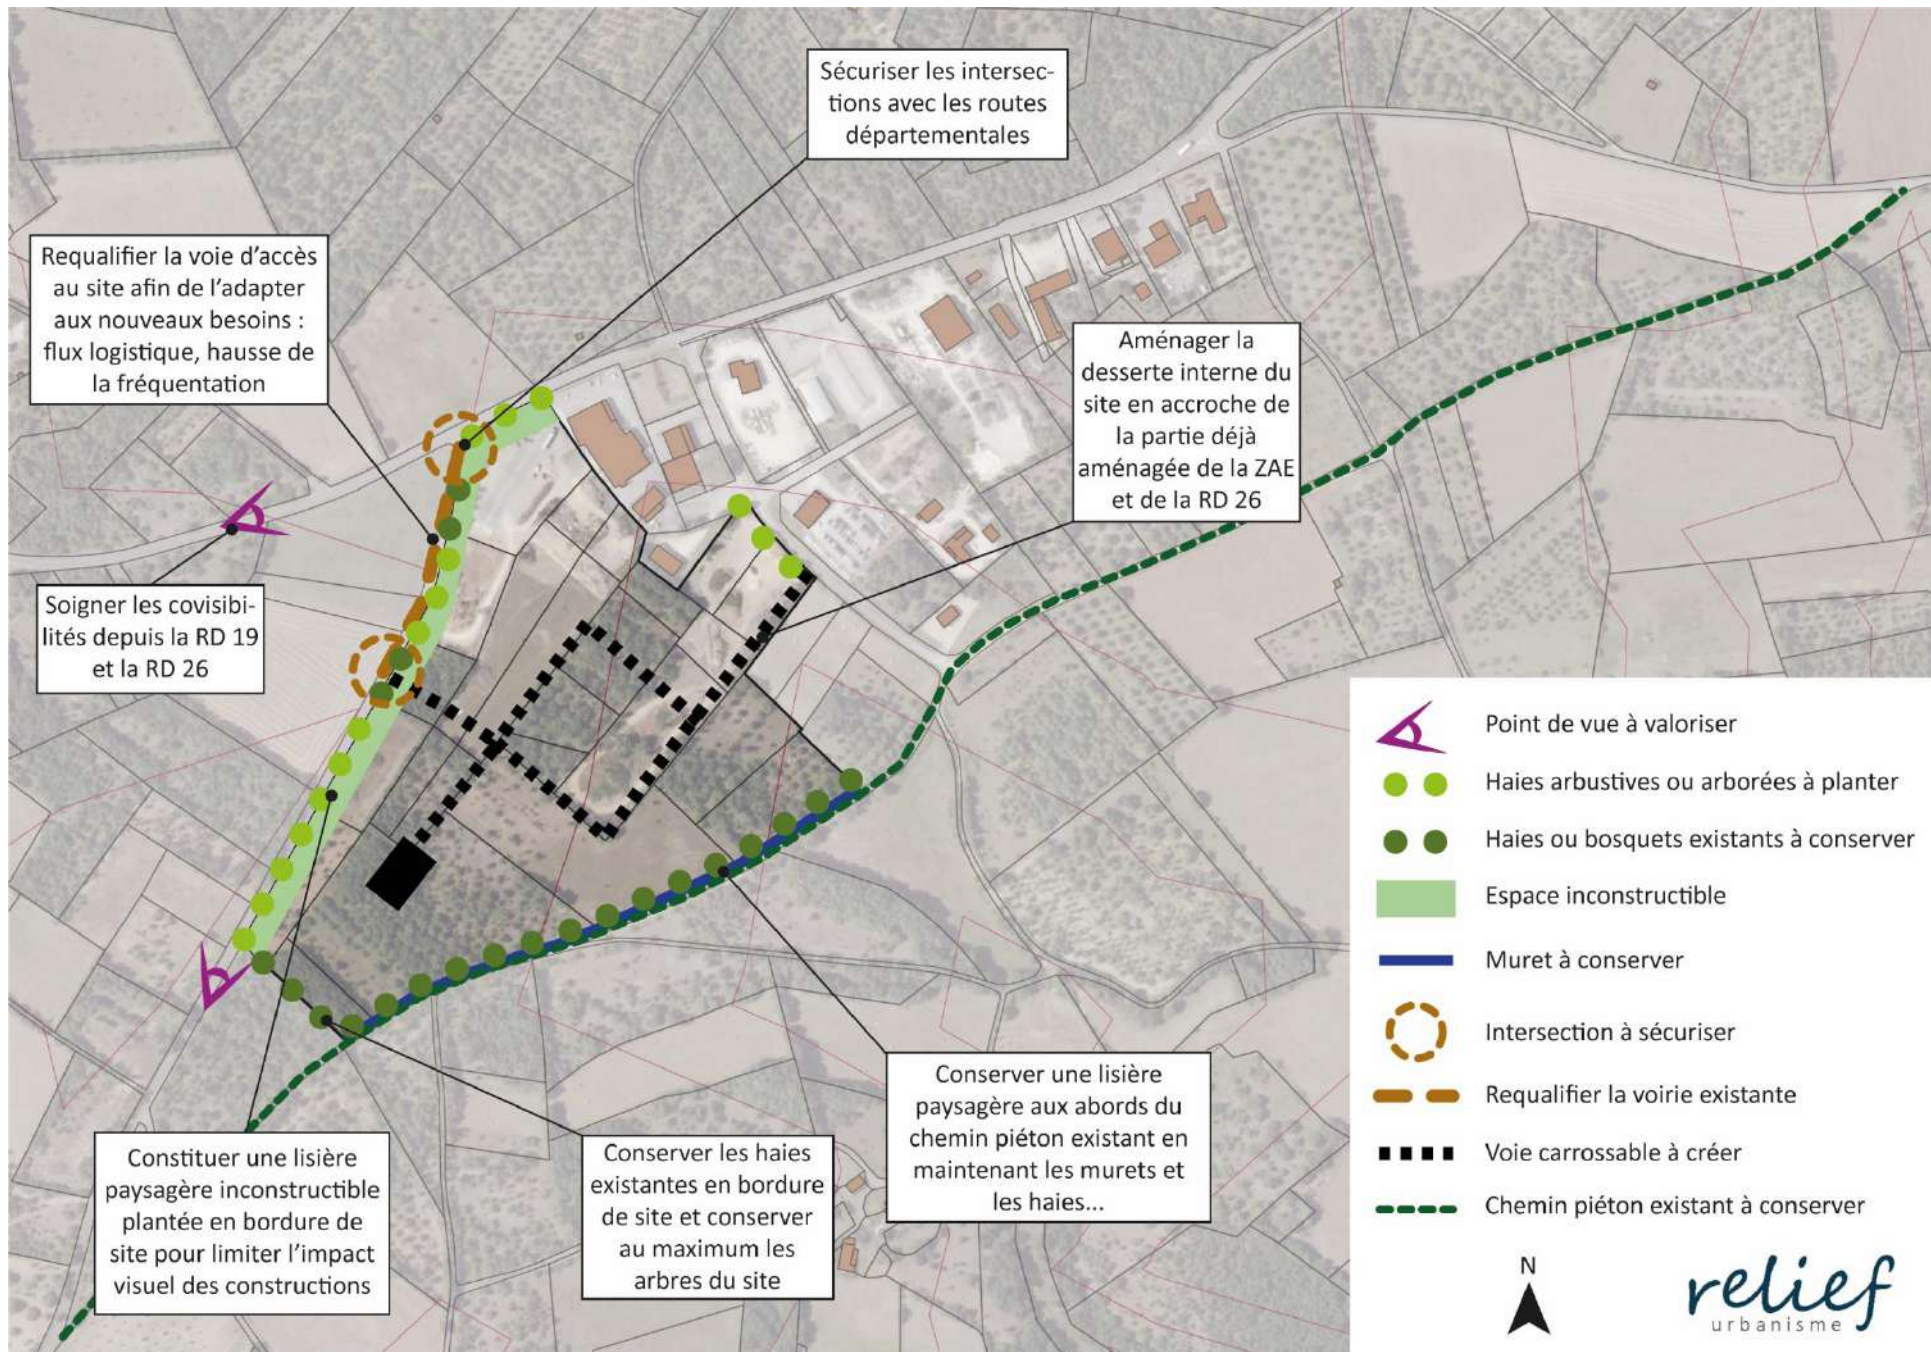 Sécuriser les intersec-
tions avec les routes
départementales
Requalifier la voie d’accès
au site afin de l’adapter
aux nouveaux besoins :
flux logistique, hausse de
la fréquentation
Aménager la
desserte interne du
site en accroche de
la partie déjà
aménagée de la ZAE
et de la RD 26
Soigner les covisibi-
lités depuis la RD 19
et la RD 26
Constituer une lisière
paysagère inconstructible
plantée en bordure de
site pour limiter l’impact
visuel des constructions
Conserver les haies
existantes en bordure
de site et conserver
au maximum les
arbres du site
Conserver une lisière
paysagère aux abords du
chemin piéton existant en
maintenant les murets et
les haies...
Point de vue à valoriser
Haies arbustives ou arborées à planter
Haies ou bosquets existants à conserver
Espace inconstructible
Muret à conserver
Intersection à sécuriser
Requalifier la voirie existante
Voie carrossable à créer
Chemin piéton existant à conserver
N
relief
urbanisme